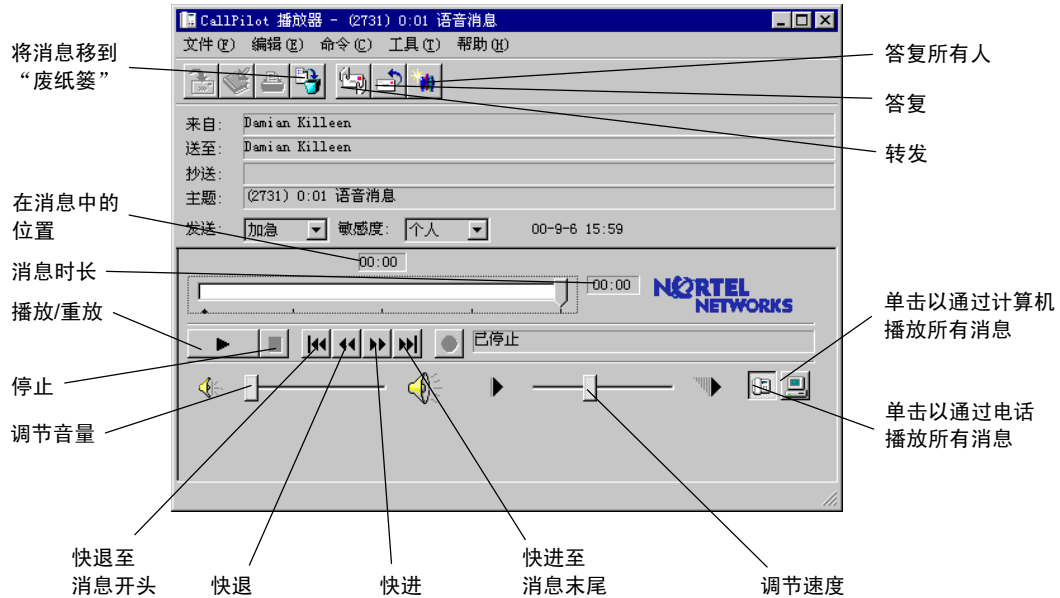 CallPilot 播放器 - (2731) 0:01 语音消息
文件(F) 编辑(E) 命令(C) 工具(T) 帮助(H)
将消息移到
“废纸篓”
答复所有人
答复
转发
来自: Damian Killeen
送至: Damian Killeen
抄送:
主题: (2731) 0:01 语音消息
在消息中的
位置
发送: 加急 敏感度: 个人 00-9-6 15:59
00:00
消息时长
00:00
NORTEL
NETWORKS
播放/重放
单击以通过计算机
播放所有消息
已停止
停止
调节音量
单击以通过电话
播放所有消息
快退至
消息开头
快退
快进
快进至
消息末尾
调节速度